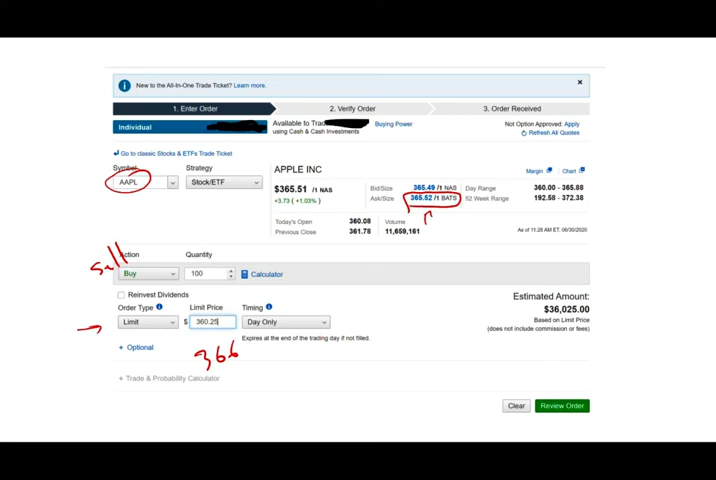 New to the All-In-One Trade Ticket? Learn more. ×
1. Enter Order 2. Verify Order 3. Order Received
Individual
Available to Trade
using Cash & Cash Investments
Buying Power
Not Option Approved. Apply
Refresh All Quotes
Go to classic Stocks & ETFs Trade Ticket
Symbol Strategy
AAPL Stock/ETF
APPLE INC
Margin Chart
$365.51 /1 NAS
+3.73 (+1.03%)
Bid/Size 365.49 /1 NAS
Ask/Size 365.52 /1 BATS
Day Range 360.00 - 365.88
52 Week Range 192.58 - 372.38
Today's Open 360.08
Previous Close 361.78
Volume
11,659,161
As of 11:28 AM ET, 06/30/2020
sell
Action Quantity
Buy 100 Calculator
Reinvest Dividends
Order Type Limit Price Timing
Limit $ 360.25 Day Only
Expires at the end of the trading day if not filled.
+ Optional
366
Estimated Amount:
$36,025.00
Based on Limit Price
(does not include commission or fees)
+ Trade & Probability Calculator
Clear Review Order